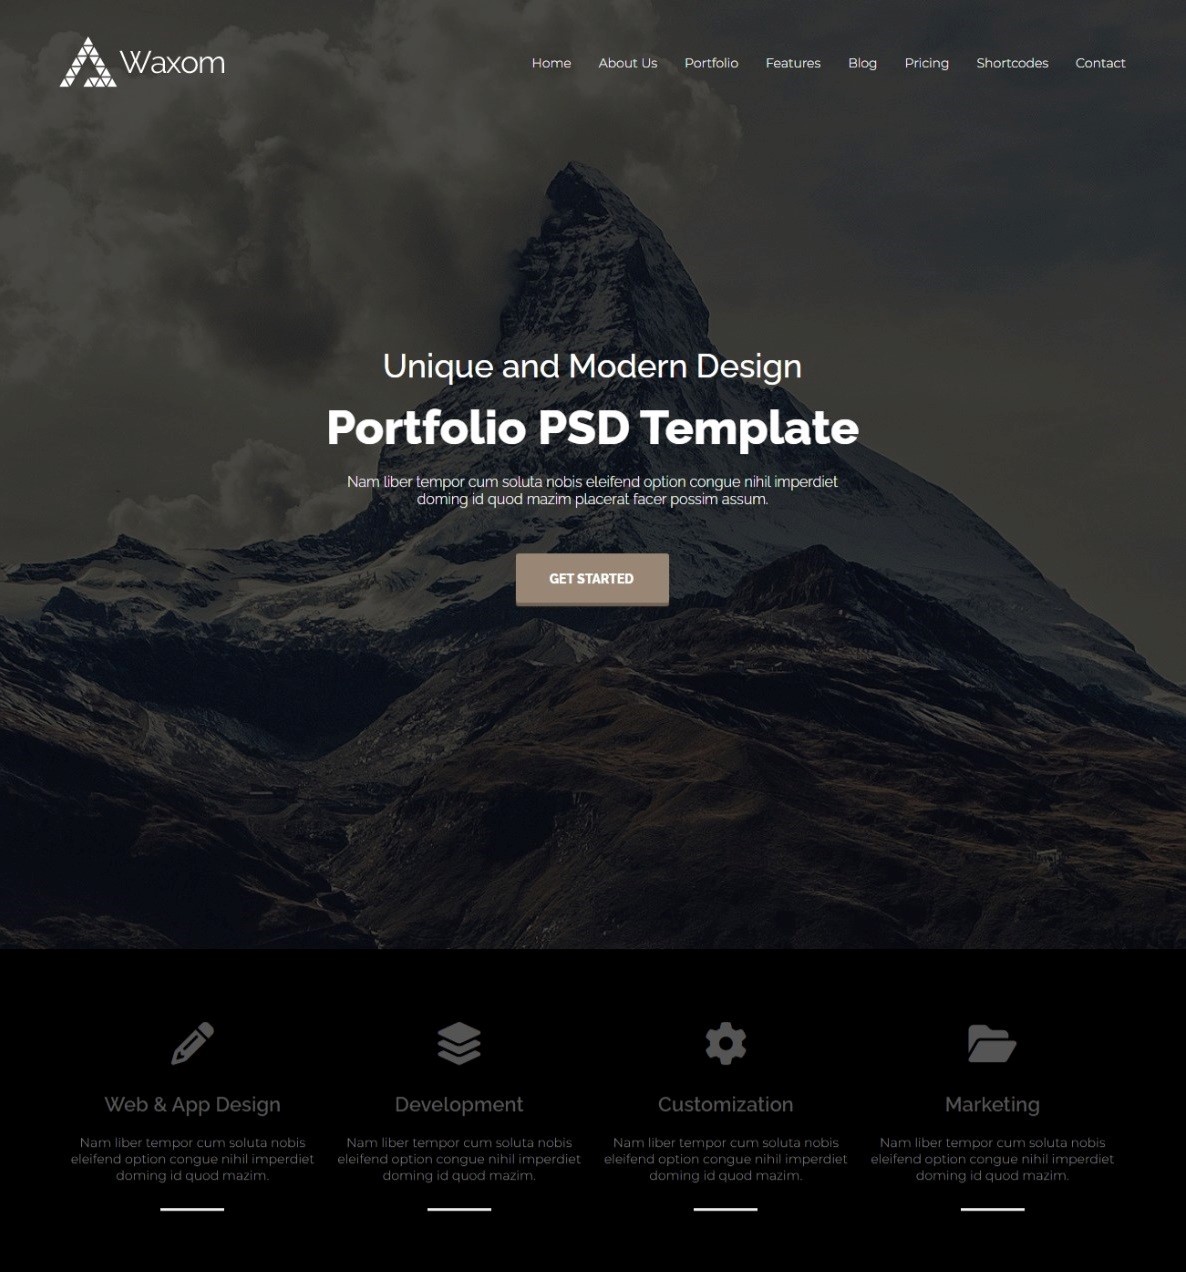 Waxom
Home About Us Portfolio Features Blog Pricing Shortcodes Contact
Unique and Modern Design
Portfolio PSD Template
Nam liber tempor cum soluta nobis eleifend option congue nihil imperdiet
doming id quod mazim placerat facer possim assum.
GET STARTED
Web & App Design
Nam liber tempor cum soluta nobis
eleifend option congue nihil imperdiet
doming id quod mazim.
Development
Nam liber tempor cum soluta nobis
eleifend option congue nihil imperdiet
doming id quod mazim.
Customization
Nam liber tempor cum soluta nobis
eleifend option congue nihil imperdiet
doming id quod mazim.
Marketing
Nam liber tempor cum soluta nobis
eleifend option congue nihil imperdiet
doming id quod mazim.